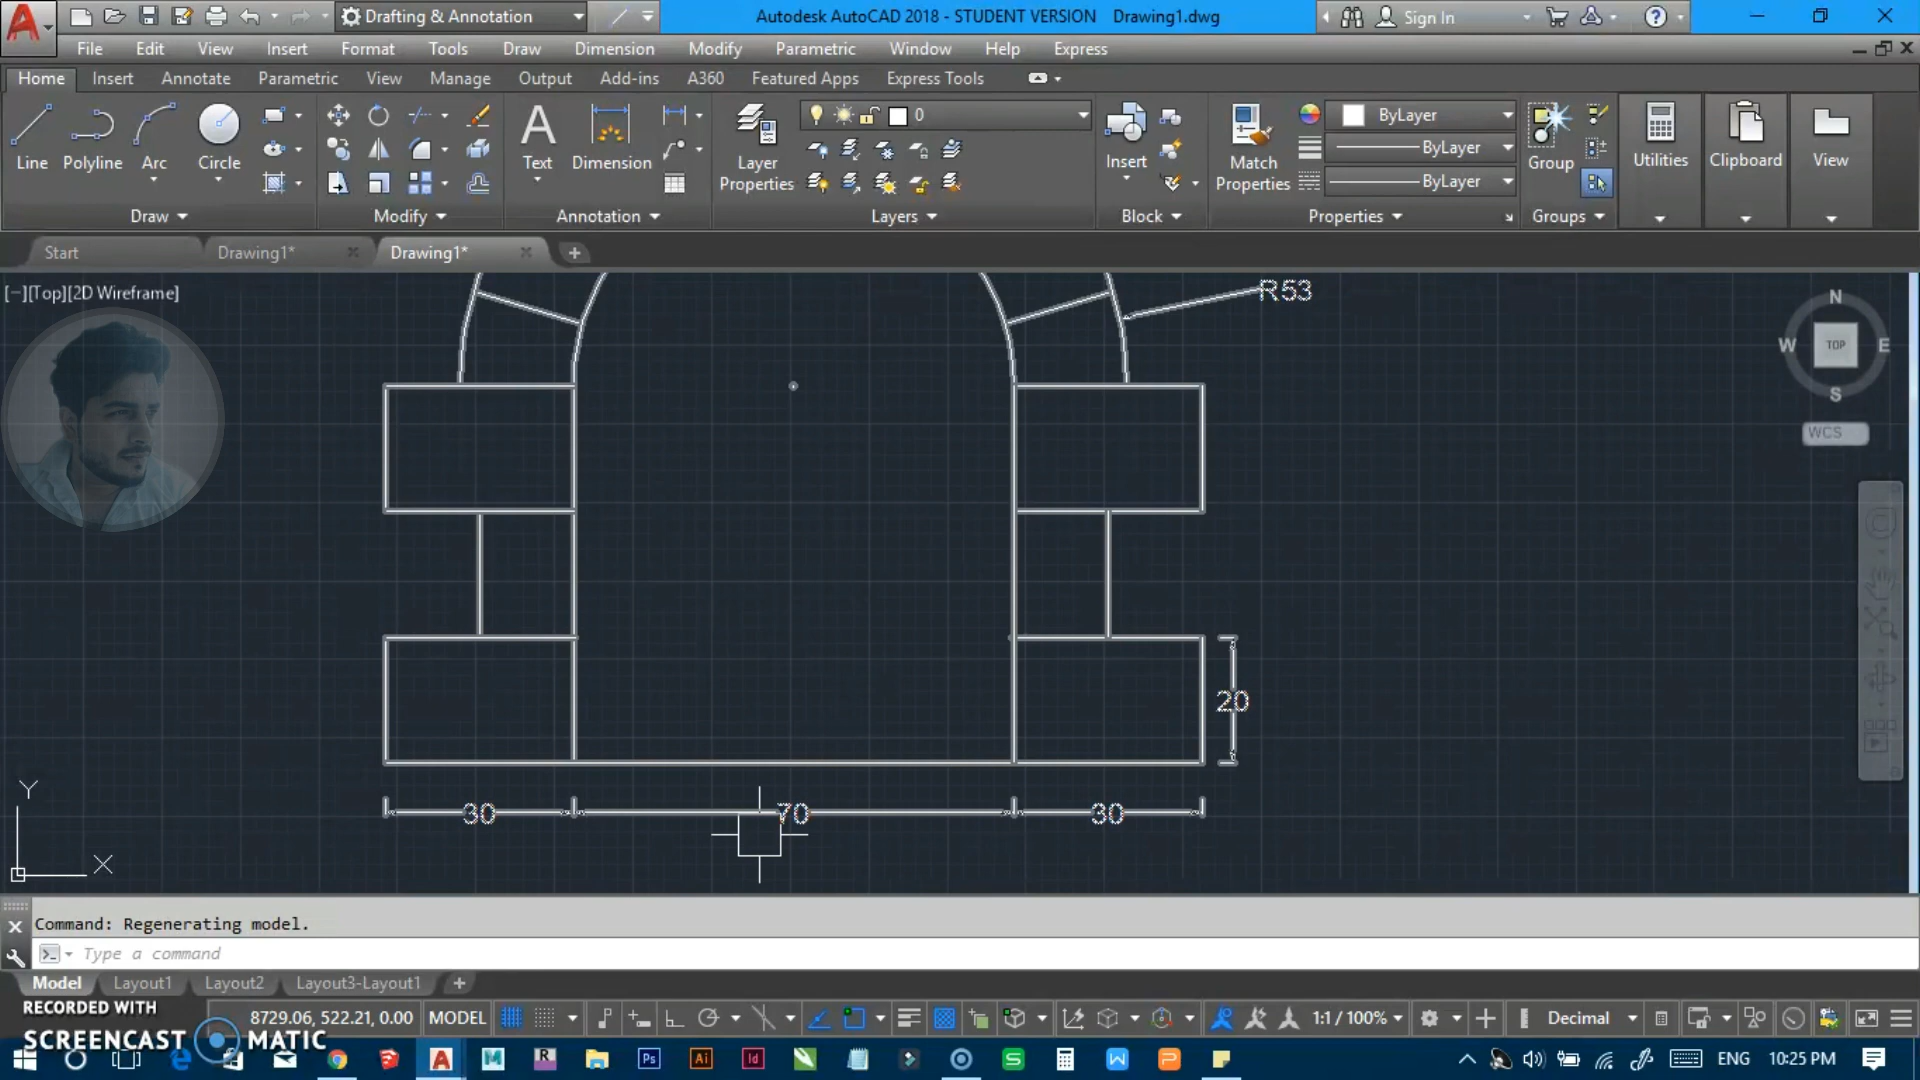 Drafting & Annotation
Autodesk AutoCAD 2018 - STUDENT VERSION Drawing1.dwg
Sign In
File Edit View Insert Format Tools Draw Dimension Modify Parametric Window Help Express
Home Insert Annotate Parametric View Manage Output Add-ins A360 Featured Apps Express Tools
0
ByLayer
Line Polyline Arc Circle
Text Dimension
Layer Properties
Insert
Match Properties
ByLayer
ByLayer
Group
Utilities Clipboard View
Draw Modify Annotation Layers Block Properties Groups
Start Drawing1* Drawing1*
[−][Top][2D Wireframe]
R53
N
W TOP E
S
WCS
20
30 70 30
Y
X
Command: Regenerating model.
Type a command
Model Layout1 Layout2 Layout3-Layout1
RECORDED WITH
SCREENCAST MATIC
8729.06, 522.21, 0.00 MODEL 1:1 / 100% Decimal
ENG 10:25 PM